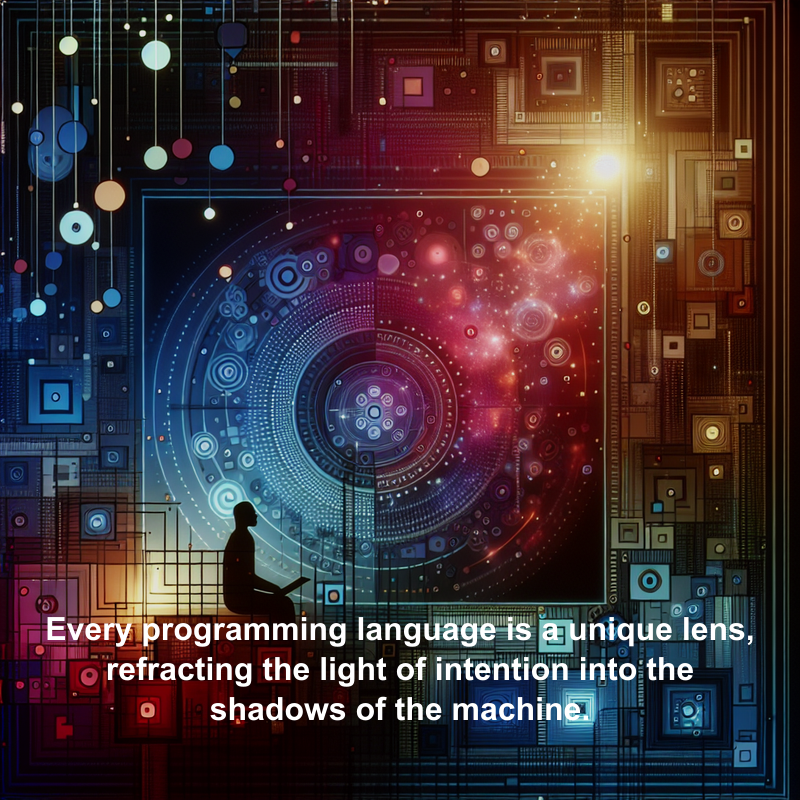 Every programming language is a unique lens,
refracting the light of intention into the
shadows of the machine.